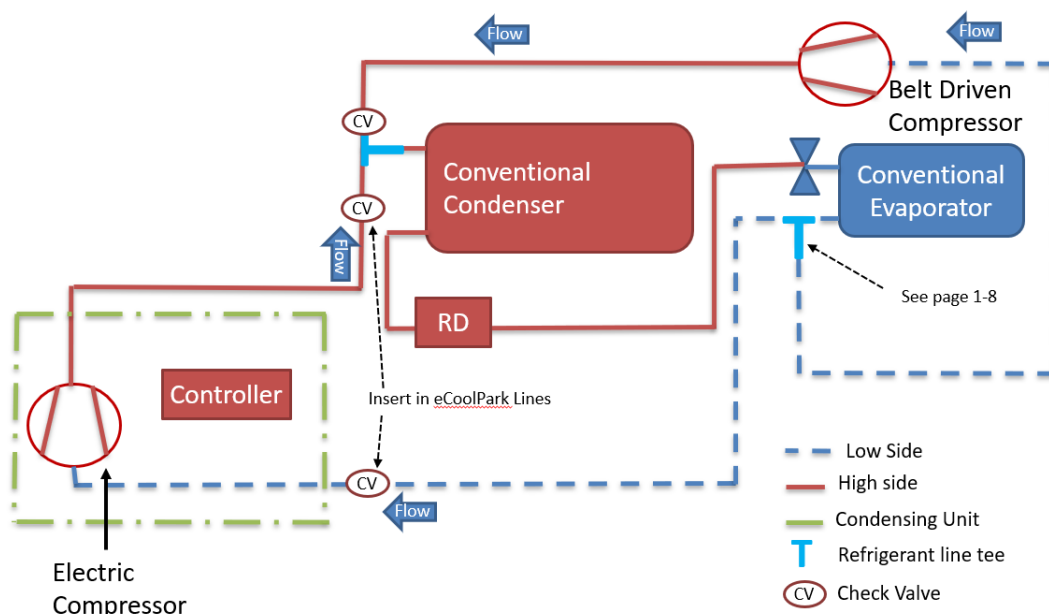 Flow
Flow
Belt Driven
Compressor
CV
Conventional
Condenser
Conventional
Evaporator
CV
Flow
See page 1-8
RD
Controller
Insert in eCoolPark Lines
Low Side
High side
CV
Flow
Condensing Unit
Refrigerant line tee
Electric
Compressor
CV
Check Valve